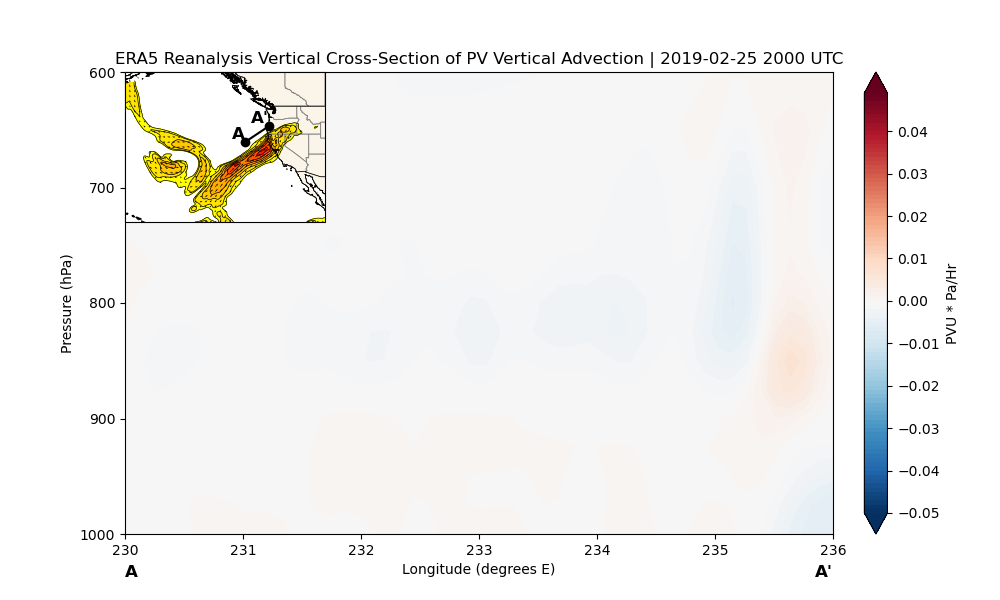 ERA5 Reanalysis Vertical Cross-Section of PV Vertical Advection | 2019-02-25 2000 UTC
600
700
800
900
1000
Pressure (hPa)
A
A'
230
231
232
233
234
235
236
A
Longitude (degrees E)
A'
0.04
0.03
0.02
0.01
0.00
−0.01
−0.02
−0.03
−0.04
−0.05
PVU * Pa/Hr